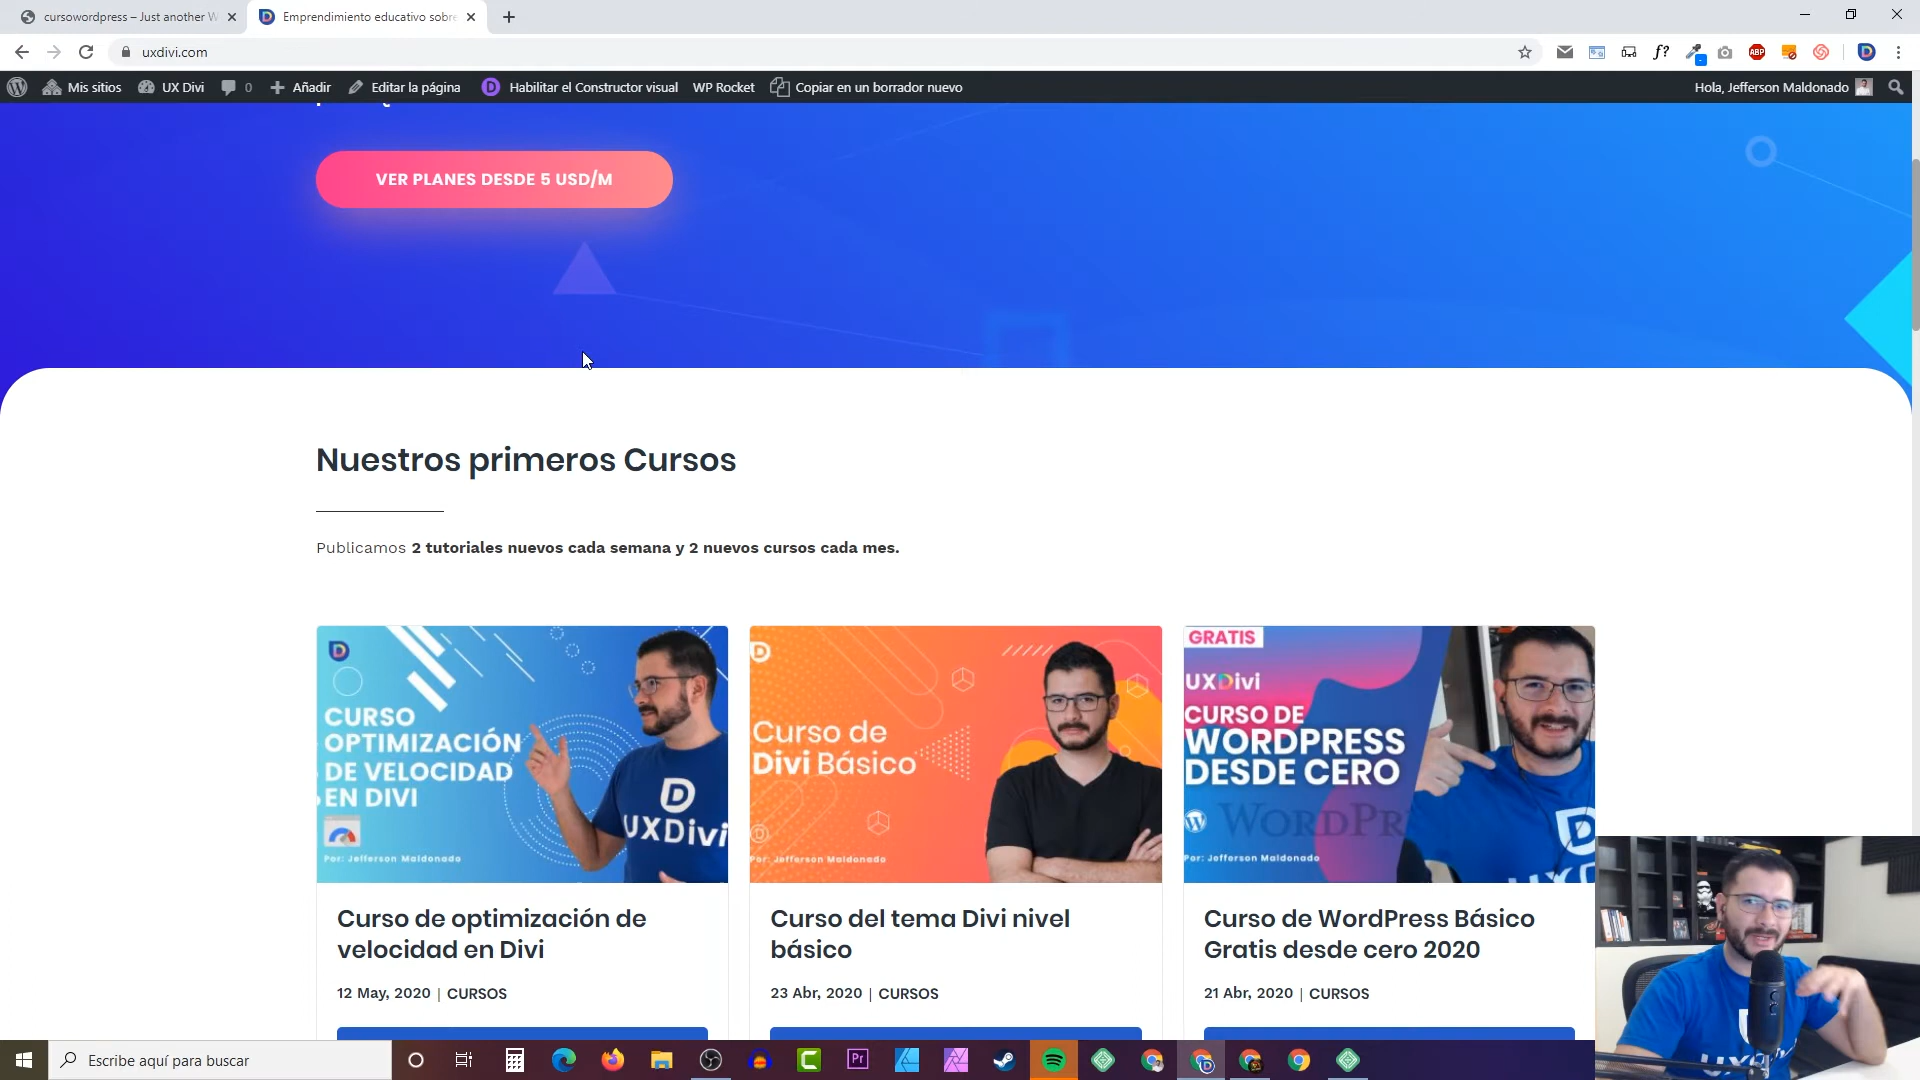 cursowordpress – Just another W
Emprendimiento educativo sobre
uxdivi.com
Mis sitios
UX Divi
0
Añadir
Editar la página
Habilitar el Constructor visual
WP Rocket
Copiar en un borrador nuevo
Hola, Jefferson Maldonado
VER PLANES DESDE 5 USD/M
Nuestros primeros Cursos
Publicamos 2 tutoriales nuevos cada semana y 2 nuevos cursos cada mes.
CURSO
OPTIMIZACIÓN
DE VELOCIDAD
EN DIVI
Por: Jefferson Maldonado
UXDivi
Curso de
Divi Básico
Por: Jefferson Maldonado
GRATIS
UXDivi
CURSO DE
WORDPRESS
DESDE CERO
WORDPR
Por: Jefferson Maldonado
Curso de optimización de
velocidad en Divi
12 May, 2020 | CURSOS
Curso del tema Divi nivel
básico
23 Abr, 2020 | CURSOS
Curso de WordPress Básico
Gratis desde cero 2020
21 Abr, 2020 | CURSOS
Escribe aquí para buscar